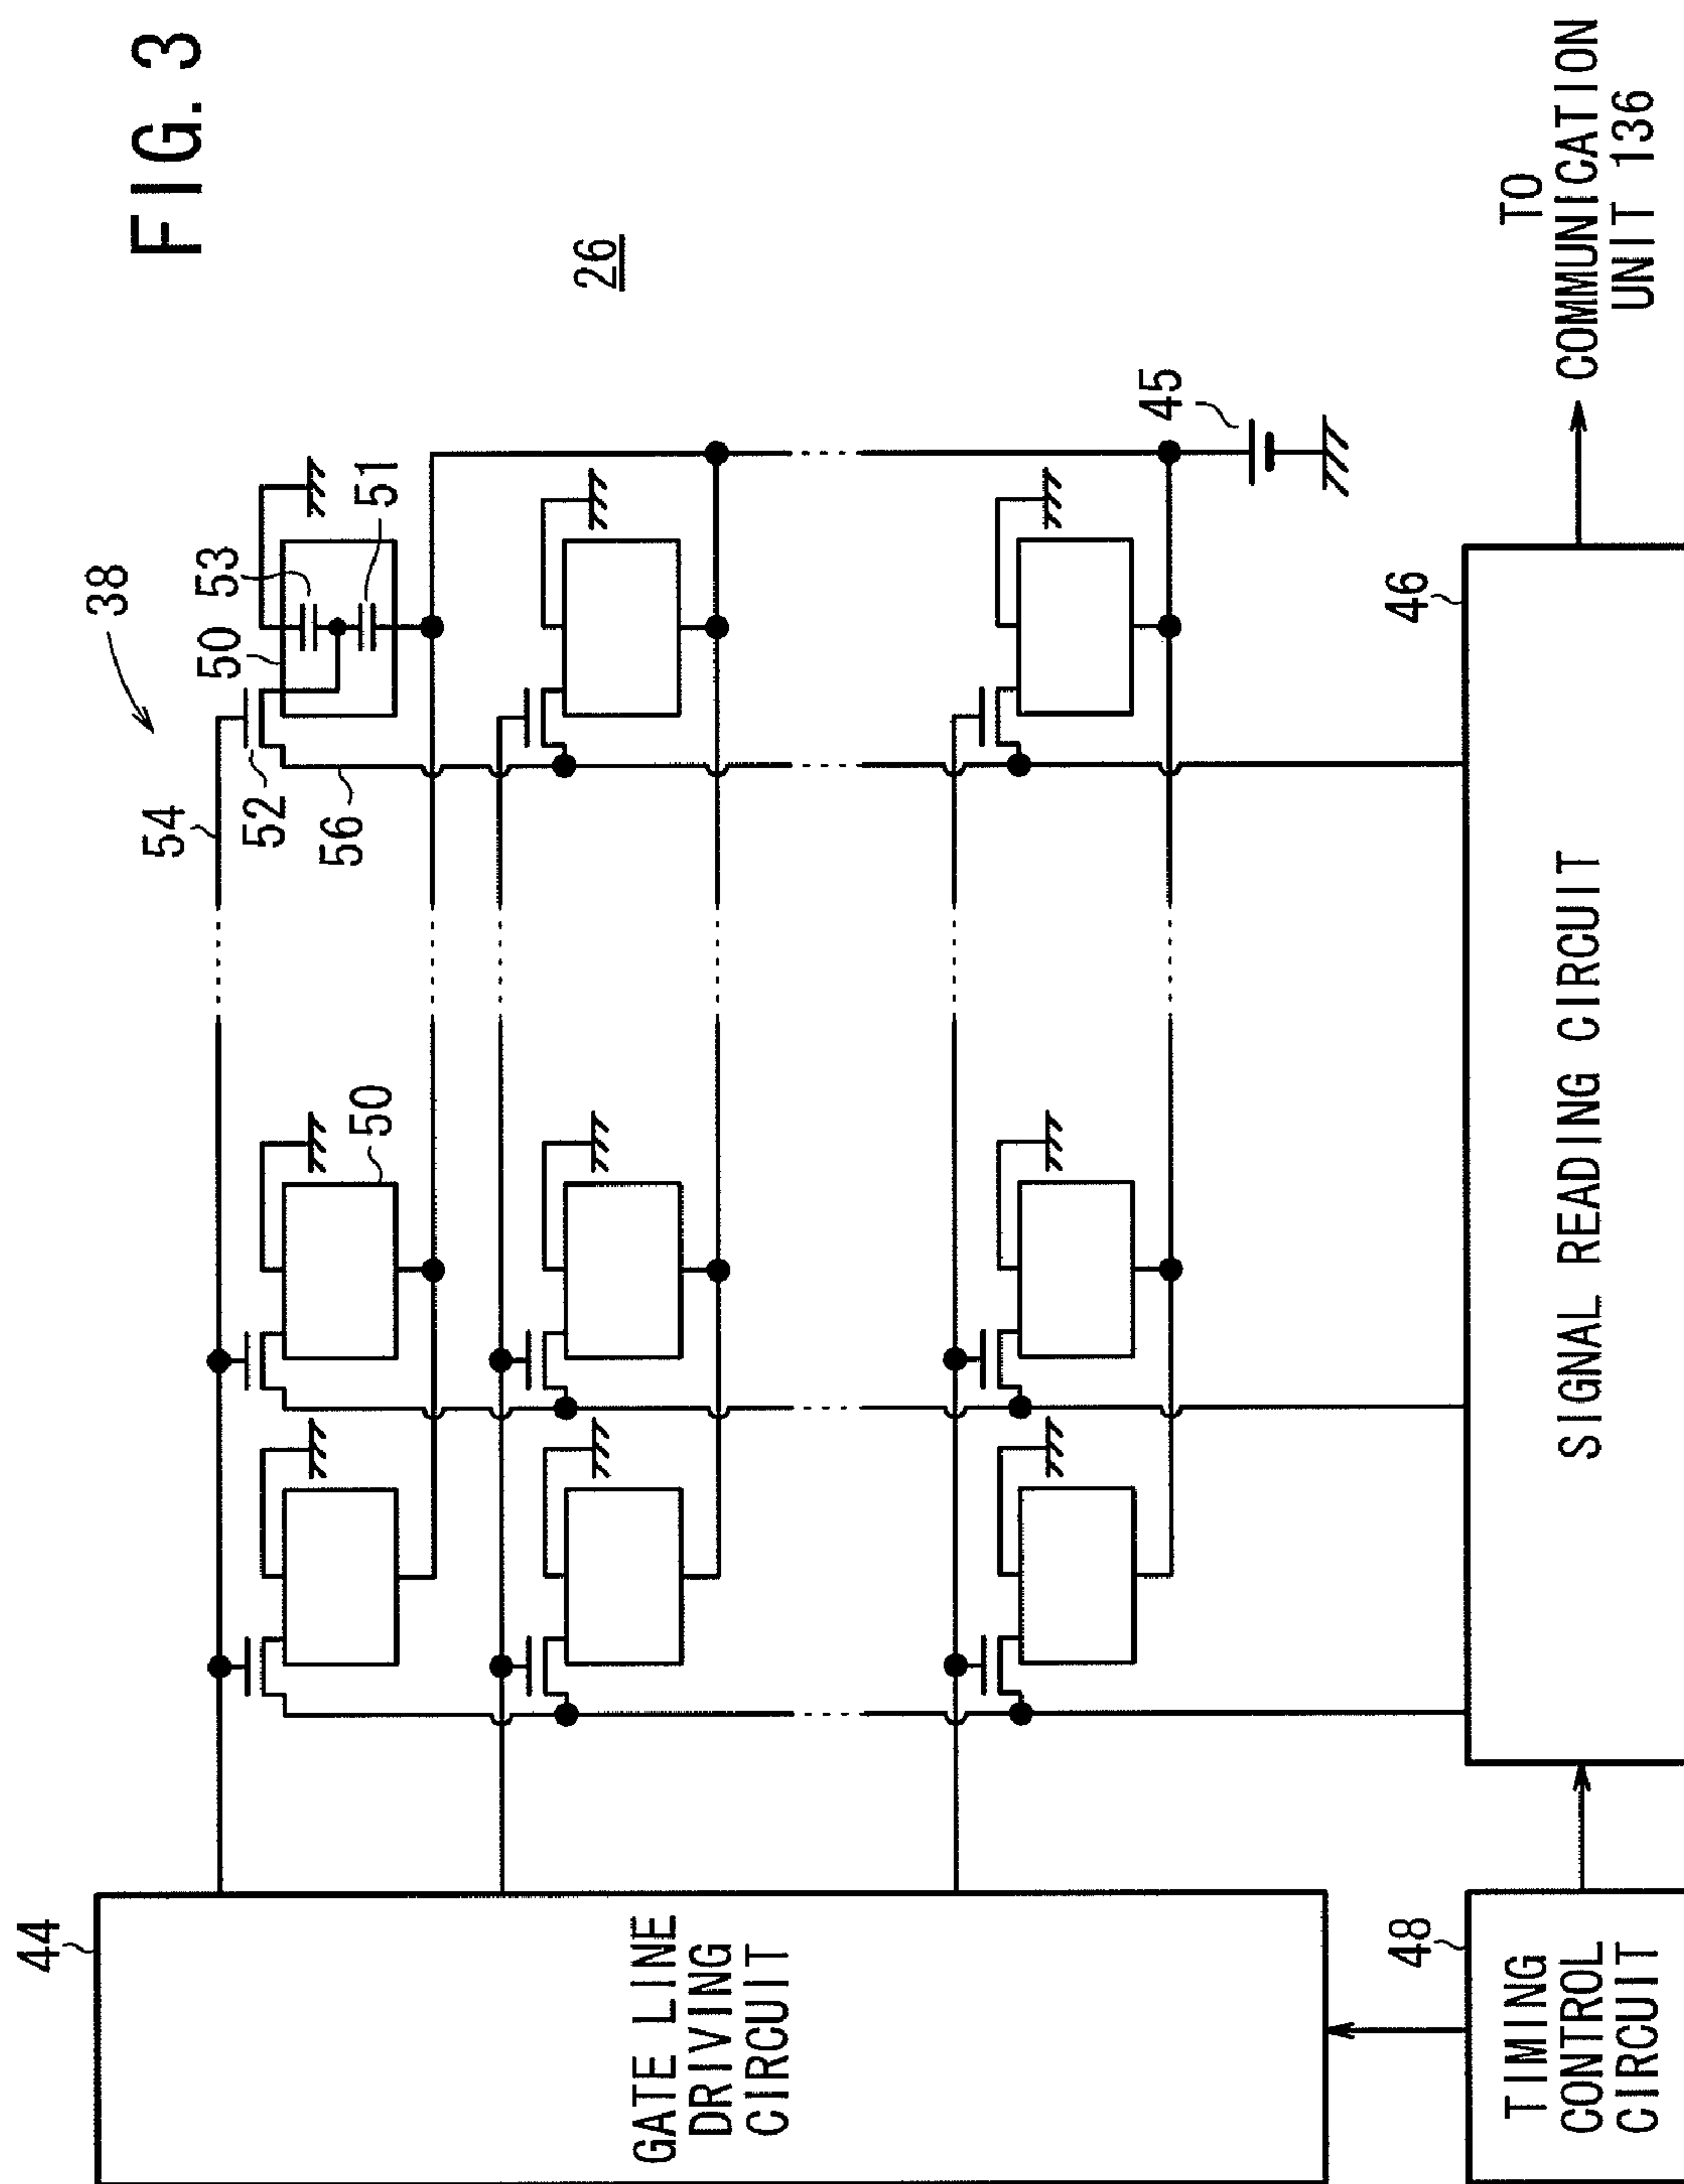 FIG. 3
26
38
44
GATE LINE
DRIVING
CIRCUIT
54
52
56
50
53
51
50
45
46
SIGNAL READING CIRCUIT
48
TIMING
CONTROL
CIRCUIT
TO
COMMUNICATION
UNIT 136